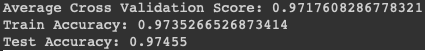 Average Cross Validation Score: 0.9717608286778321
Train Accuracy: 0.9735266526873414
Test Accuracy: 0.97455